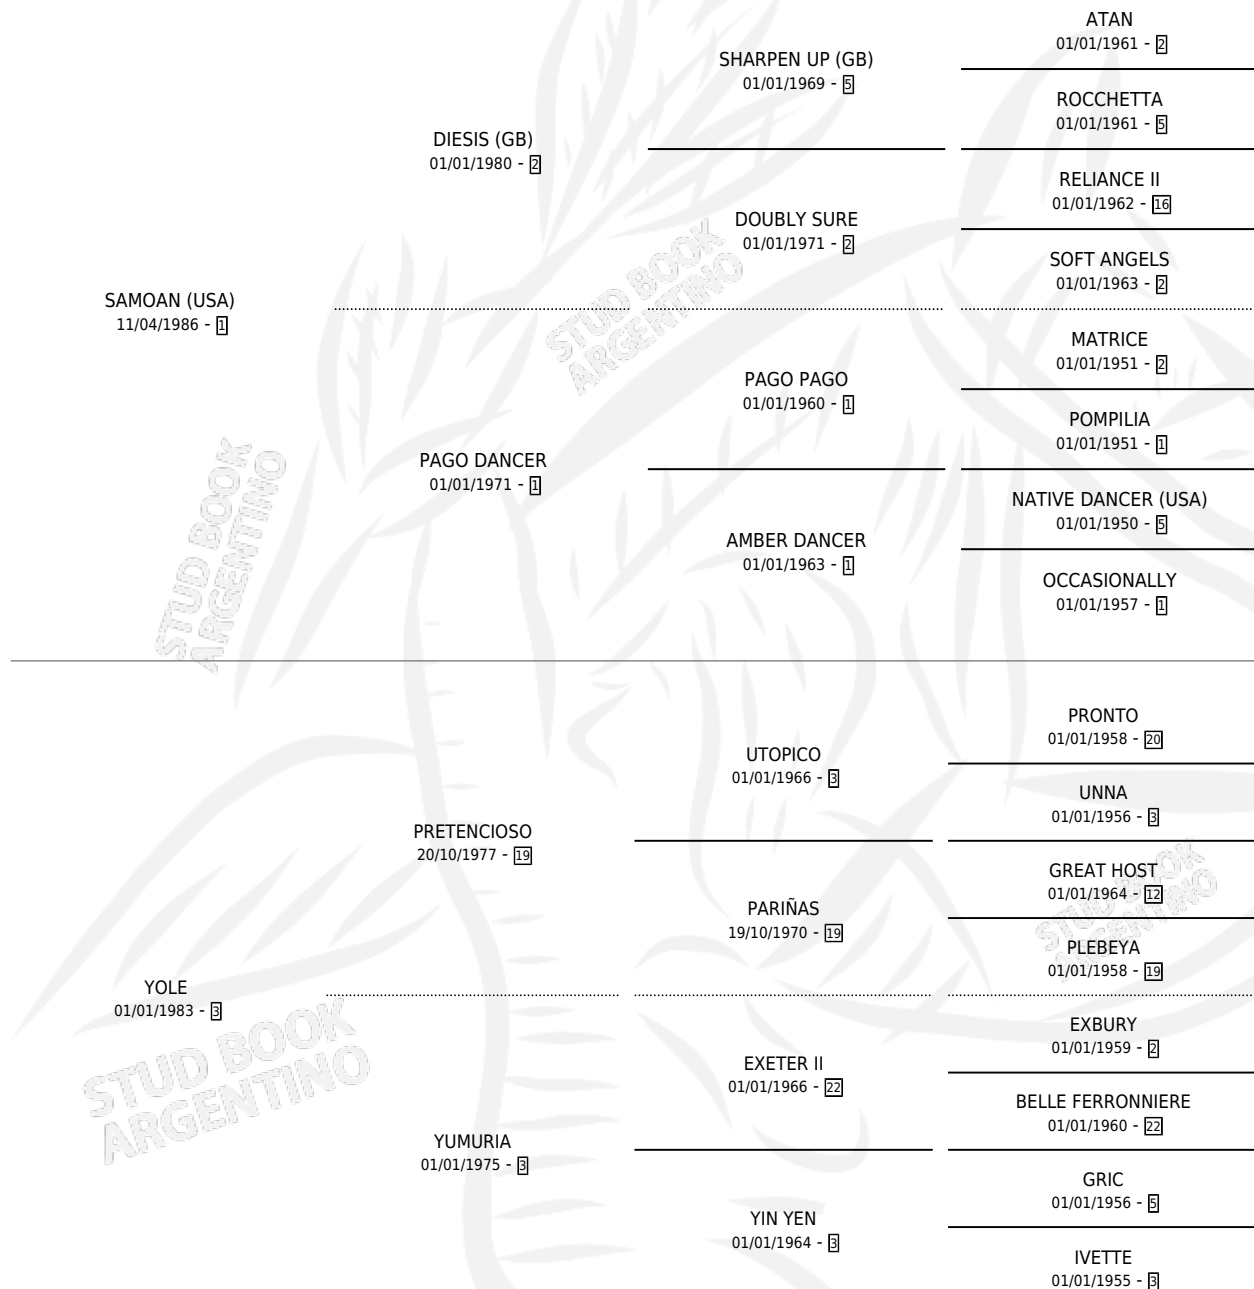 ATAN
01/01/1961 - 2
SHARPEN UP (GB)
01/01/1969 - 5
ROCCHETTA
01/01/1961 - 5
DIESIS (GB)
01/01/1980 - 2
RELIANCE II
01/01/1962 - 16
DOUBLY SURE
01/01/1971 - 2
SOFT ANGELS
01/01/1963 - 2
SAMOAN (USA)
11/04/1986 - 1
MATRICE
01/01/1951 - 2
PAGO PAGO
01/01/1960 - 1
POMPILIA
01/01/1951 - 1
PAGO DANCER
01/01/1971 - 1
NATIVE DANCER (USA)
01/01/1950 - 5
AMBER DANCER
01/01/1963 - 1
OCCASIONALLY
01/01/1957 - 1
PRONTO
01/01/1958 - 20
UTOPICO
01/01/1966 - 3
UNNA
01/01/1956 - 3
PRETENCIOSO
20/10/1977 - 19
GREAT HOST
01/01/1964 - 12
PARIÑAS
19/10/1970 - 19
PLEBEYA
01/01/1958 - 19
YOLE
01/01/1983 - 3
EXBURY
01/01/1959 - 2
EXETER II
01/01/1966 - 22
BELLE FERRONNIERE
01/01/1960 - 22
YUMURIA
01/01/1975 - 3
GRIC
01/01/1956 - 5
YIN YEN
01/01/1964 - 3
IVETTE
01/01/1955 - 3
STUD BOOK
ARGENTINO
STUD BOOK
ARGENTINO
STUD BOOK
ARGENTINO
STUD BOOK
ARGENTINO